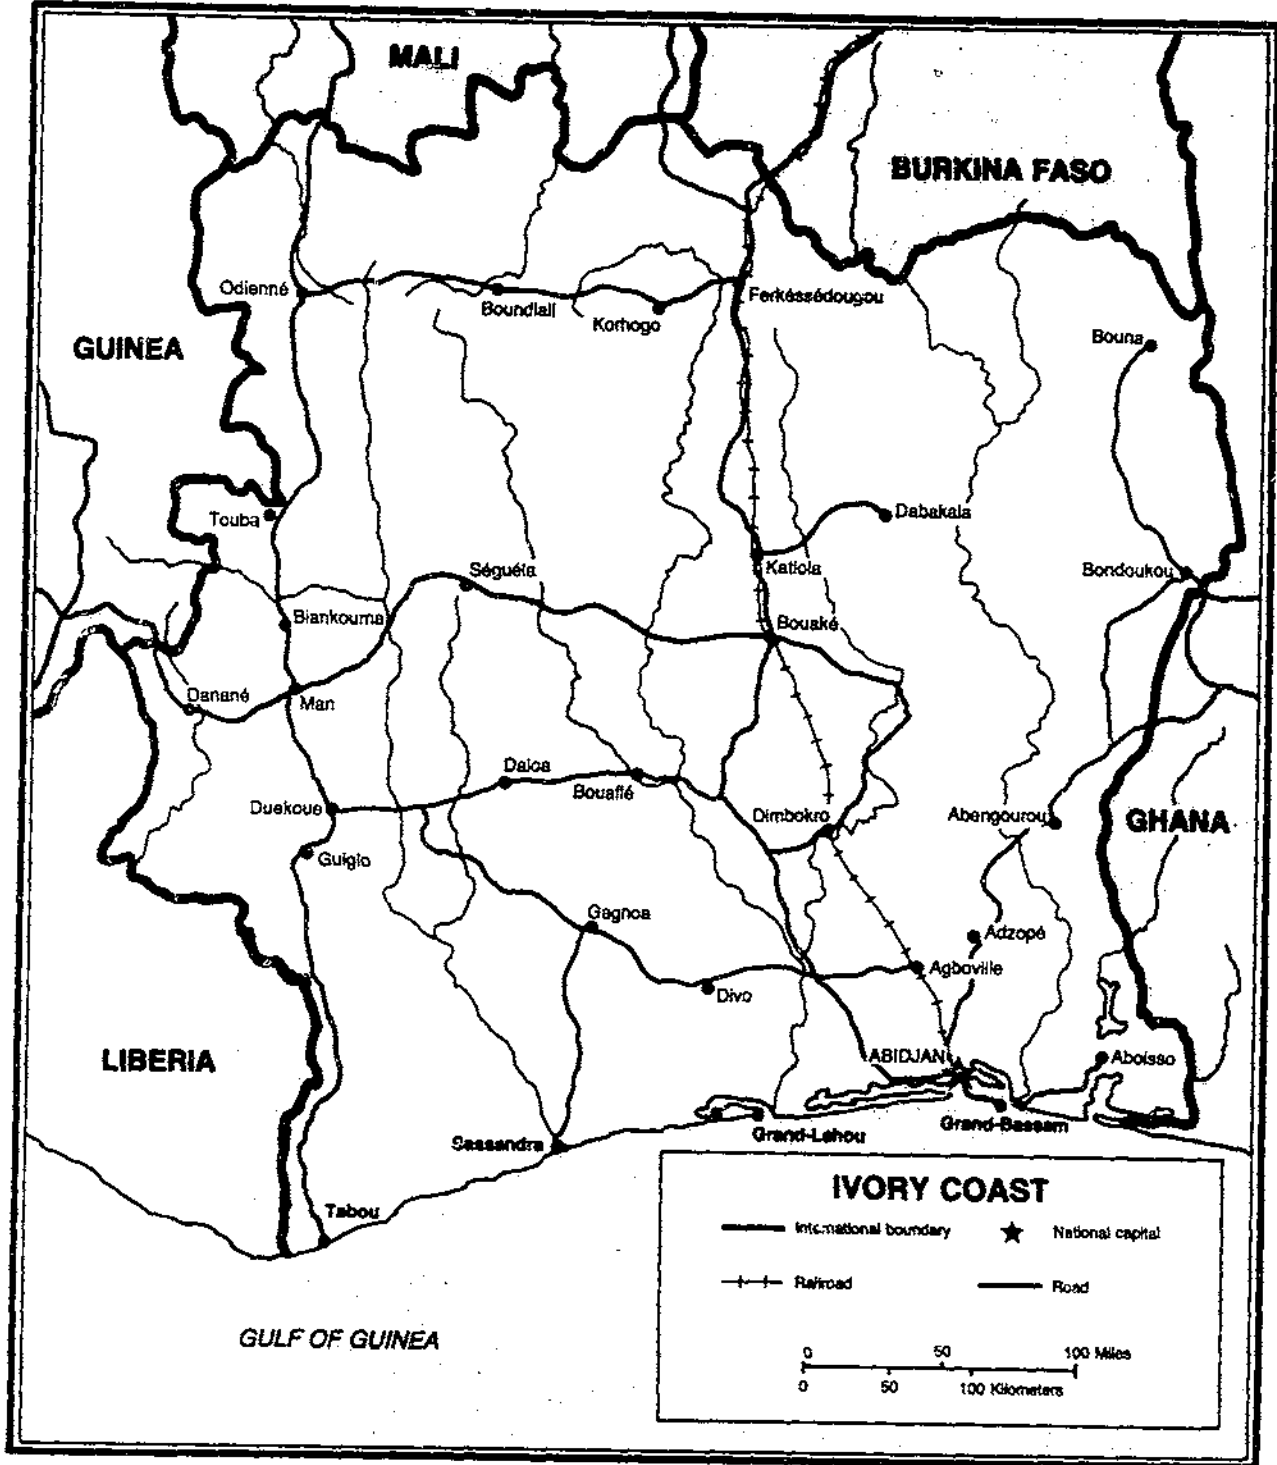 MALI
BURKINA FASO
Odienné
Boundiali
Korhogo
Ferkéssédougou
GUINEA
Bouna
Touba
Dabakala
Katiola
Séguéla
Bondoukou
Biankouma
Bouaké
Danané
Man
Daloa
Bouaflé
Duekoue
Dimbokro
Abengourou
GHANA
Guiglo
Gagnoa
Adzopé
Agboville
Divo
LIBERIA
ABIDJAN
Aboisso
Grand-Lahou
Grand-Bassam
Sassandra
Tabou
IVORY COAST
International boundary
National capital
Railroad
Road
0 50 100 Miles
0 50 100 Kilometers
GULF OF GUINEA